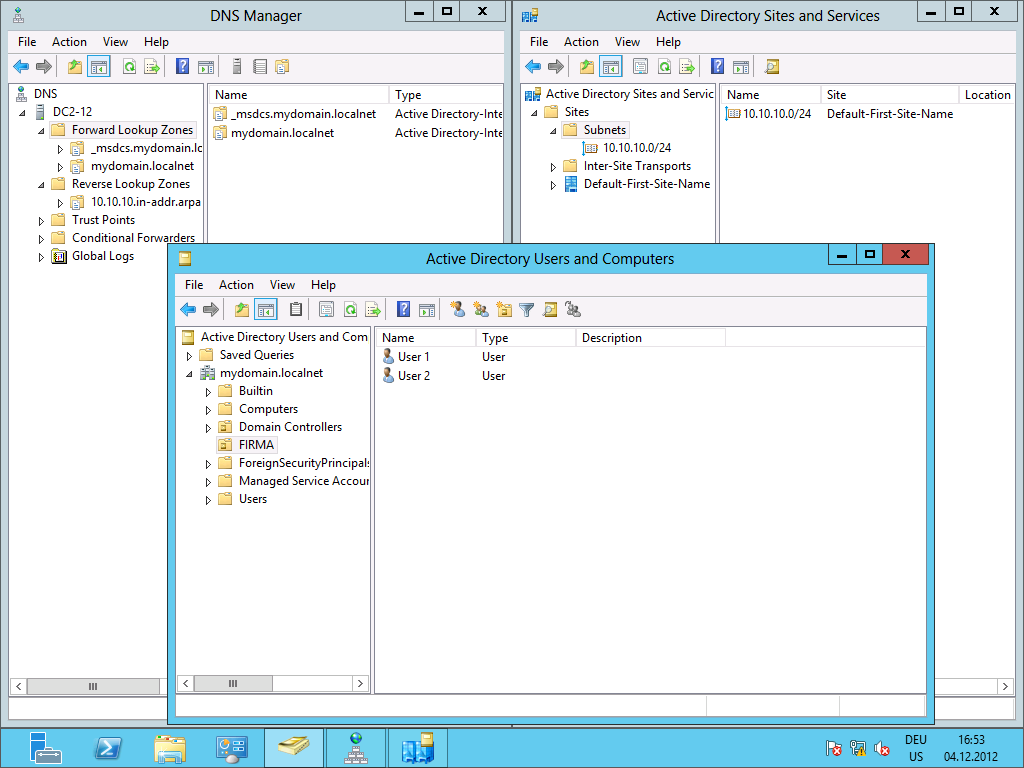 DNS Manager
File Action View Help
DNS
DC2-12
Forward Lookup Zones
_msdcs.mydomain.lc
mydomain.localnet
Reverse Lookup Zones
10.10.10.in-addr.arpa
Trust Points
Conditional Forwarders
Global Logs
Name Type
_msdcs.mydomain.localnet Active Directory-Inte
mydomain.localnet Active Directory-Inte
Active Directory Sites and Services
File Action View Help
Active Directory Sites and Servic
Sites
Subnets
10.10.10.0/24
Inter-Site Transports
Default-First-Site-Name
Name Site Location
10.10.10.0/24 Default-First-Site-Name
Active Directory Users and Computers
File Action View Help
Active Directory Users and Com
Saved Queries
mydomain.localnet
Builtin
Computers
Domain Controllers
FIRMA
ForeignSecurityPrincipals
Managed Service Accour
Users
Name Type Description
User 1 User
User 2 User
DEU 16:53
US 04.12.2012